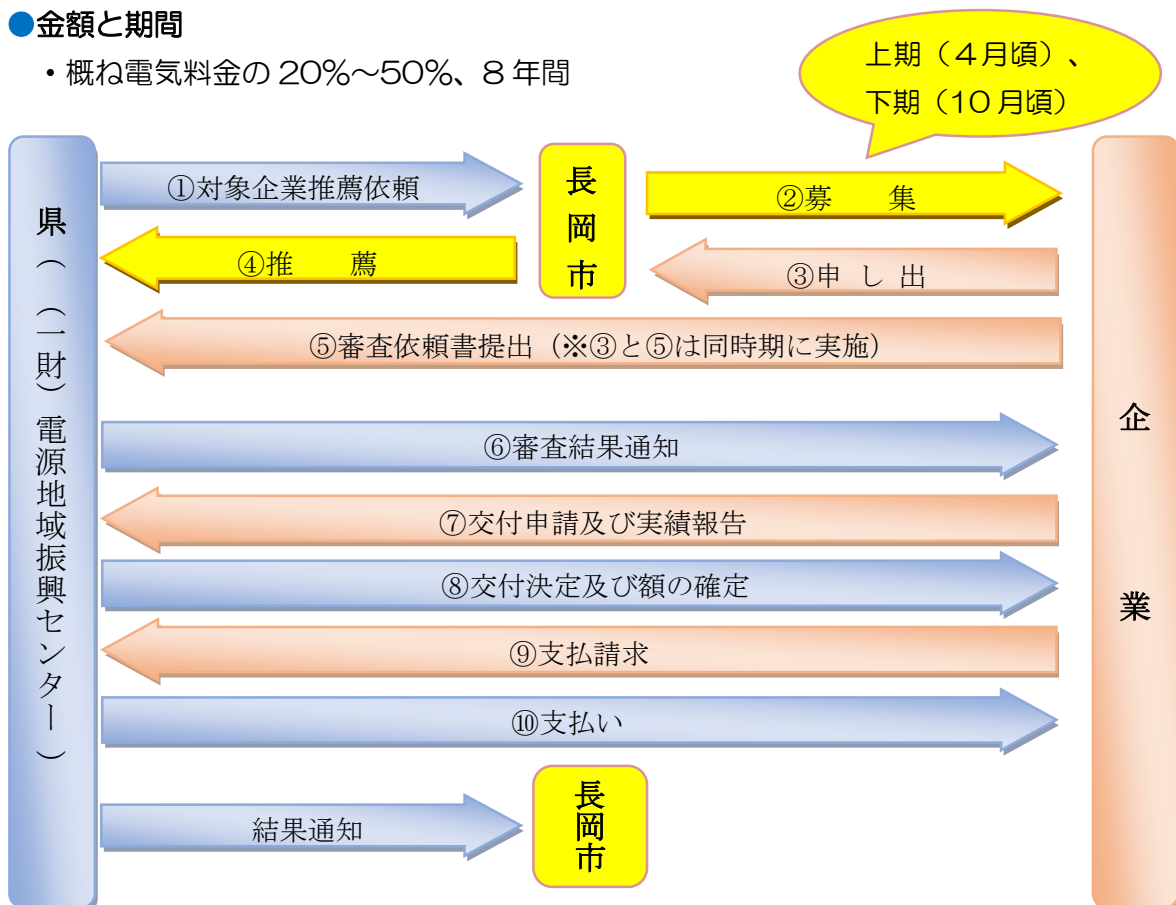 ●金額と期間
・概ね電気料金の20%~50%、8年間
上期(4月頃)、
下期(10月頃)
県((一財)電源地域振興センター)
①対象企業推薦依頼
長岡市
②募 集
④推 薦
③申 し 出
⑤審査依頼書提出(※③と⑤は同時期に実施)
⑥審査結果通知
⑦交付申請及び実績報告
⑧交付決定及び額の確定
⑨支払請求
⑩支払い
結果通知
長岡市
企業